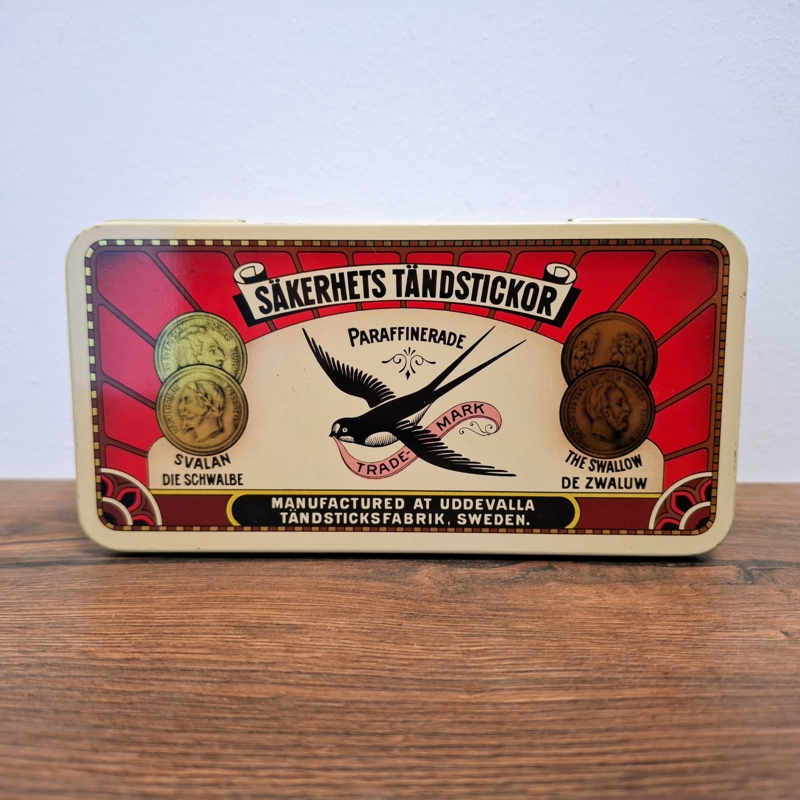 SÄKERHETS TÄNDSTICKOR
PARAFFINERADE
TRADE-MARK
SVALAN
DIE SCHWALBE
THE SWALLOW
DE ZWALUW
MANUFACTURED AT UDDEVALLA
TÄNDSTICKSFABRIK, SWEDEN.